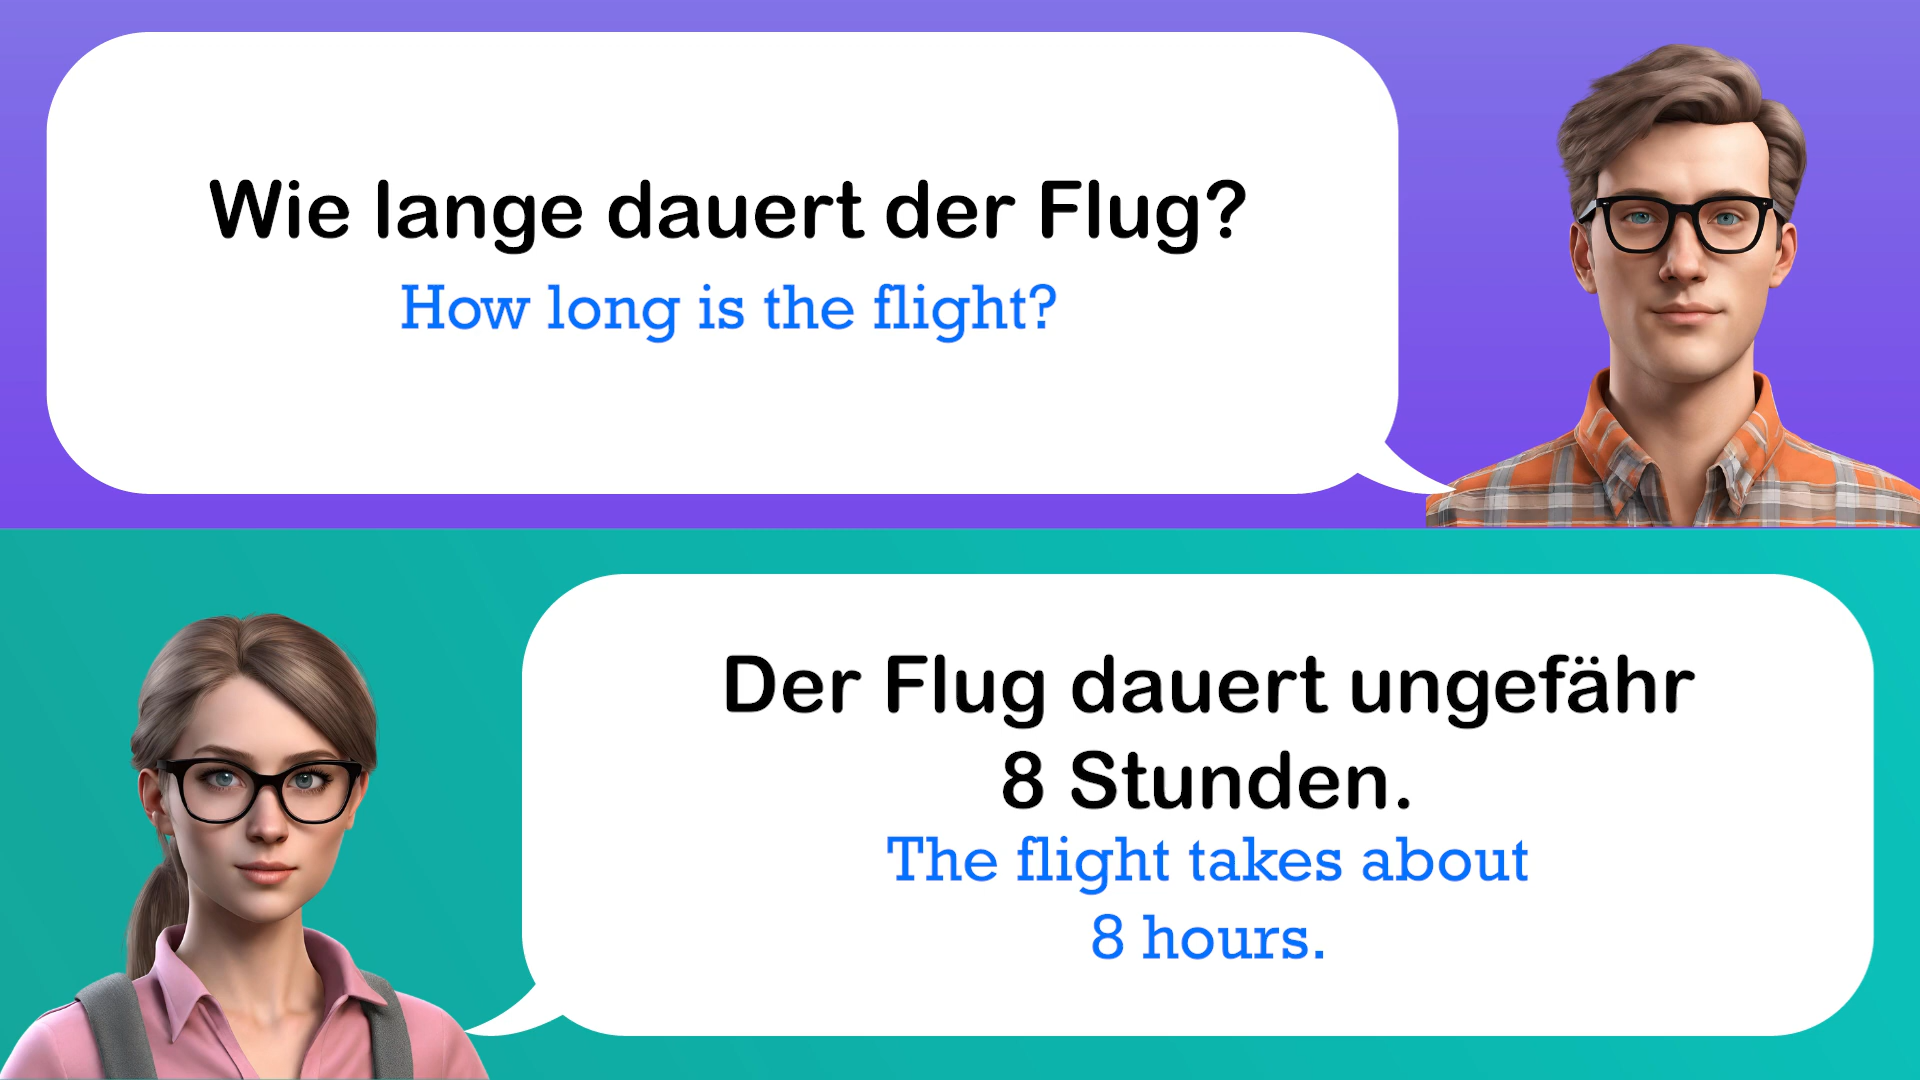 Wie lange dauert der Flug?
How long is the flight?
Der Flug dauert ungefähr
8 Stunden.
The flight takes about
8 hours.